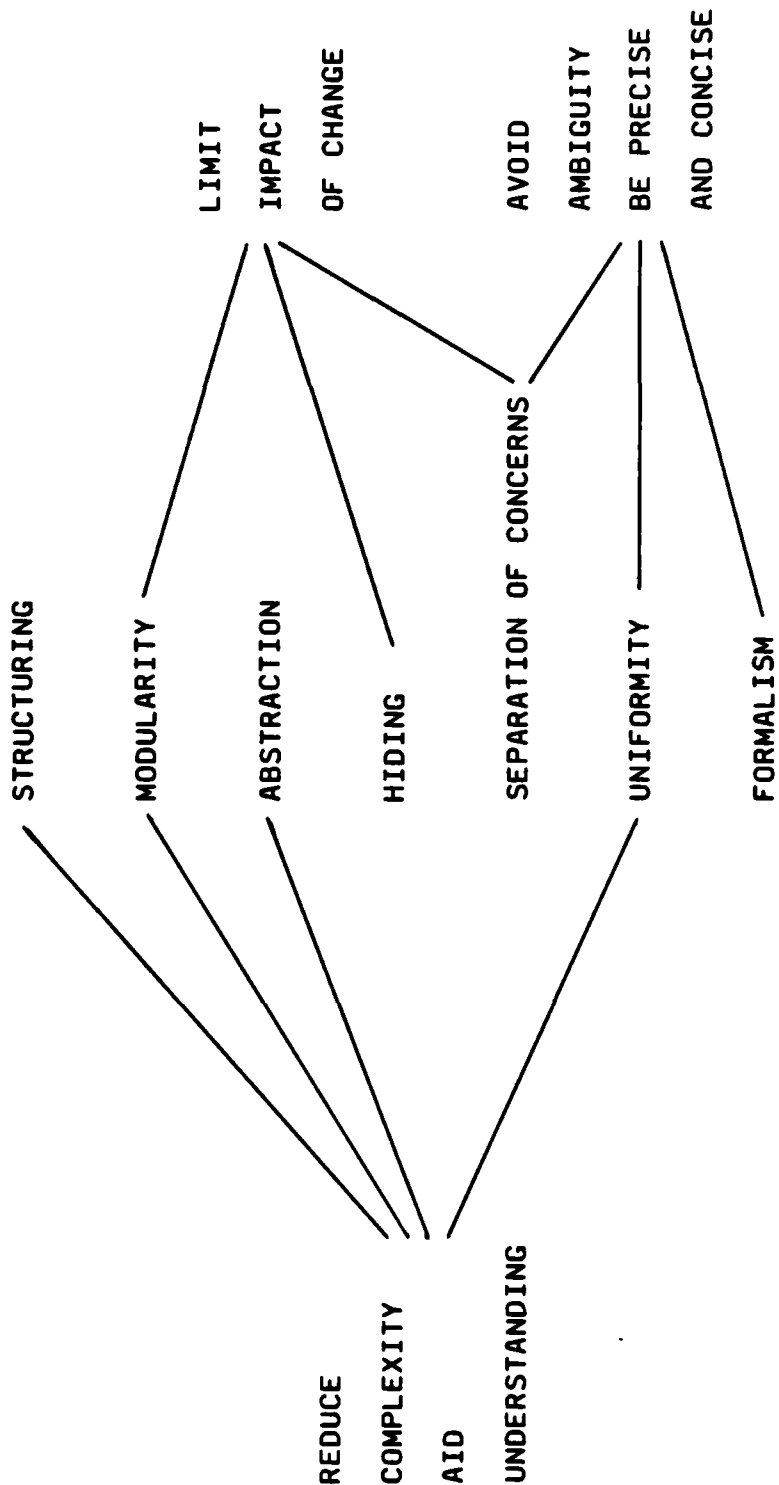 REDUCE
COMPLEXITY
AID
UNDERSTANDING
STRUCTURING
MODULARITY
ABSTRACTION
HIDING
SEPARATION OF CONCERNS
UNIFORMITY
FORMALISM
LIMIT
IMPACT
OF CHANGE
AVOID
AMBIGUITY
BE PRECISE
AND CONCISE